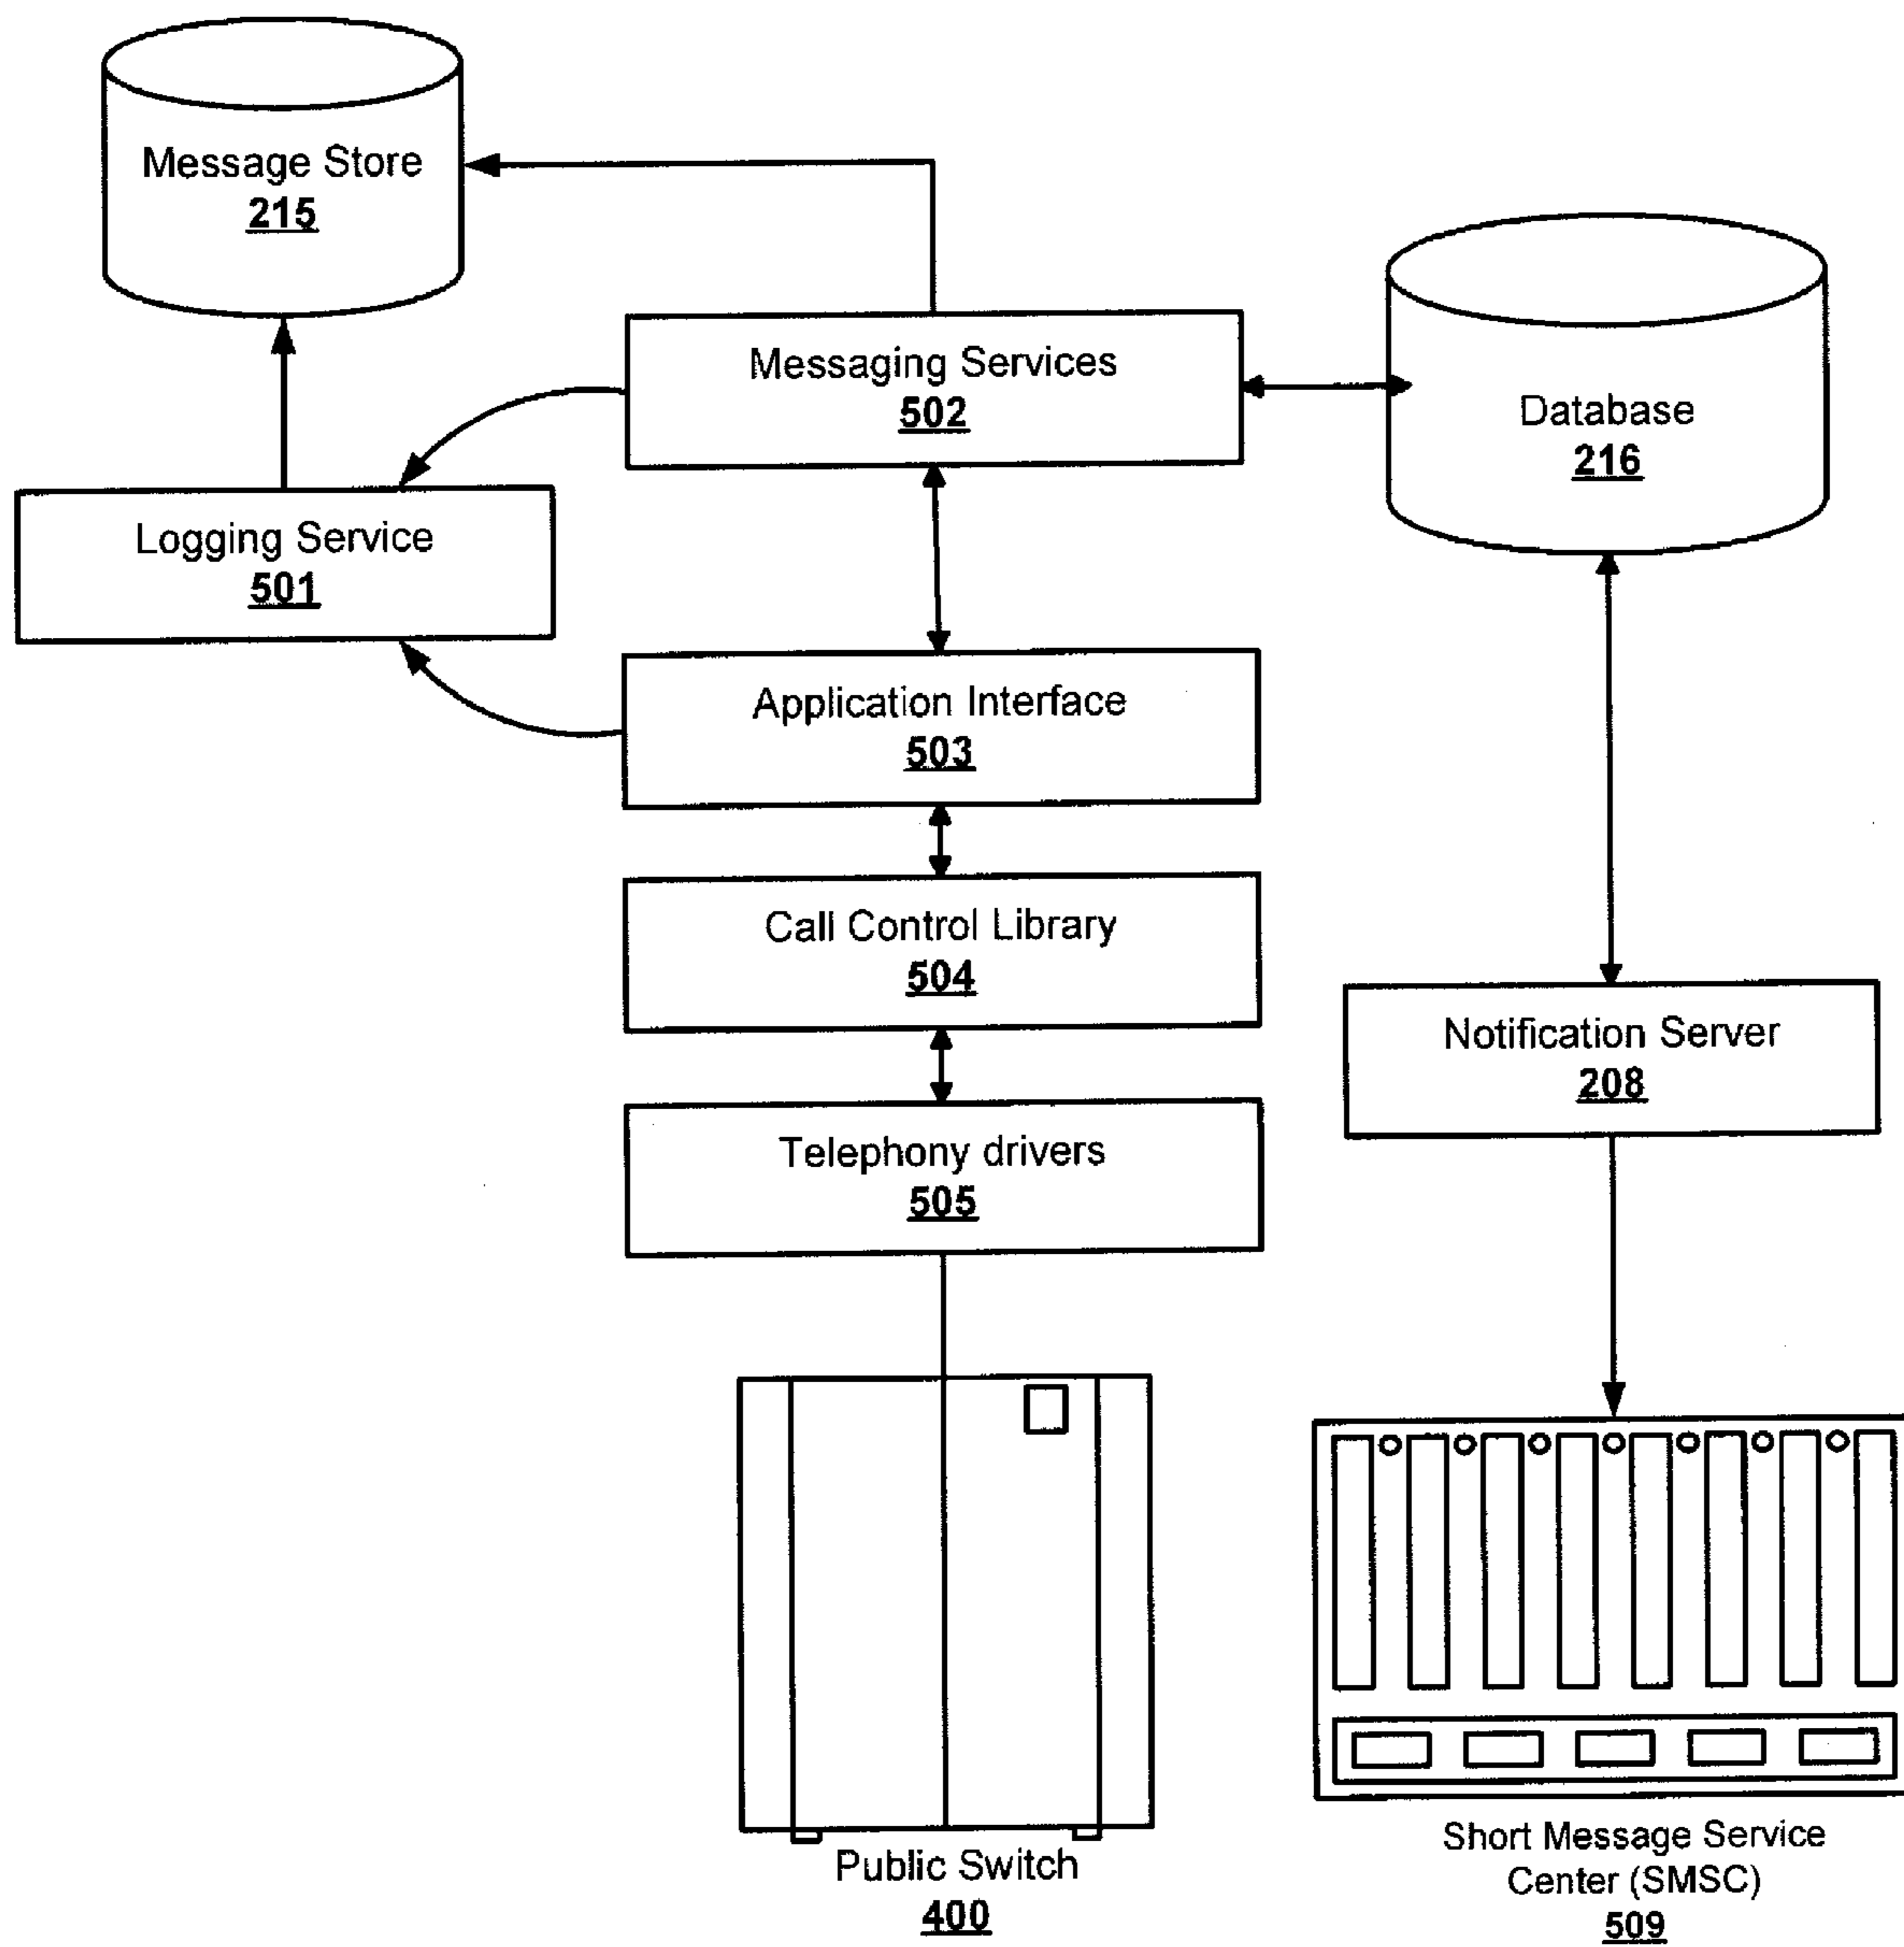 Message Store
215
Messaging Services
502
Database
216
Logging Service
501
Application Interface
503
Call Control Library
504
Notification Server
208
Telephony drivers
505
Public Switch
400
Short Message Service
Center (SMSC)
509